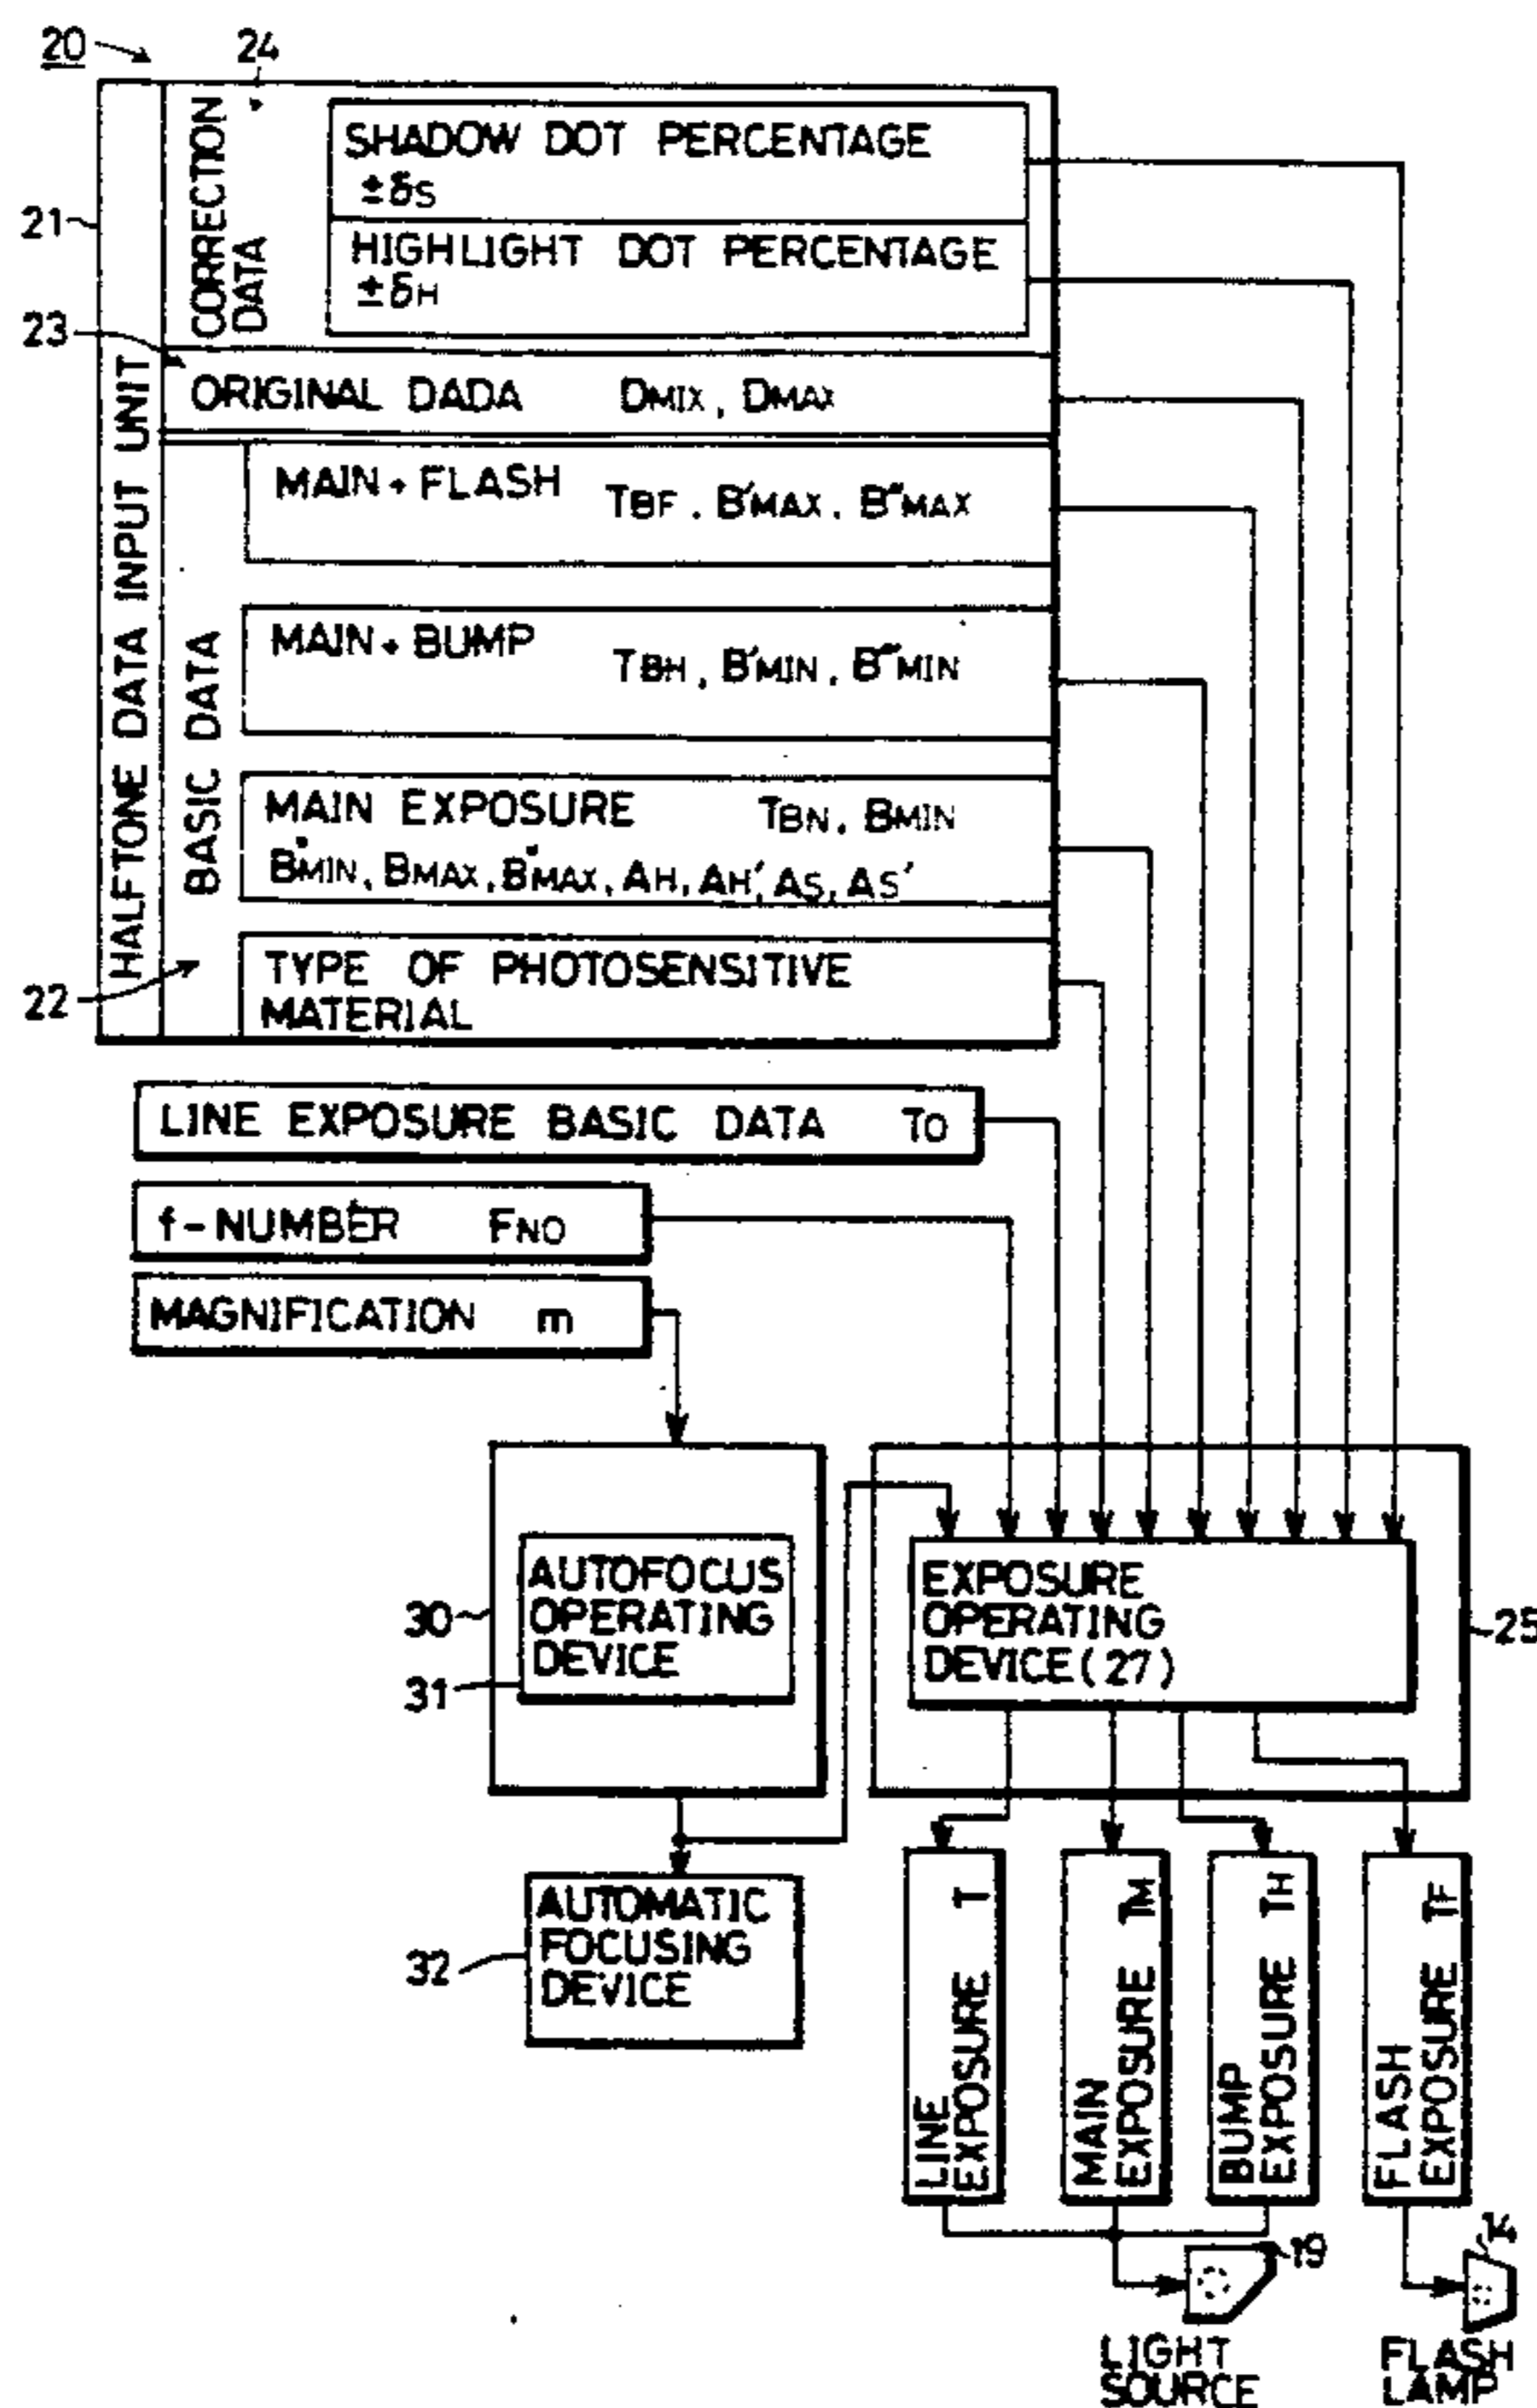 20
24
21
CORRECTION
DATA
SHADOW DOT PERCENTAGE
±δS
HIGHLIGHT DOT PERCENTAGE
±δH
23
ORIGINAL DADA DMIX, DMAX
HALFTONE DATA INPUT UNIT
BASIC DATA
MAIN + FLASH TBF, B'MAX, B"MAX
MAIN + BUMP TBH, B'MIN, B"MIN
MAIN EXPOSURE TBN, BMIN
B*MIN, BMAX, B*MAX, AH, AH', AS, AS'
22
TYPE OF PHOTOSENSITIVE
MATERIAL
LINE EXPOSURE BASIC DATA TO
f-NUMBER FNO
MAGNIFICATION m
30
31
AUTOFOCUS
OPERATING
DEVICE
EXPOSURE
OPERATING
DEVICE (27)
25
32
AUTOMATIC
FOCUSING
DEVICE
LINE
EXPOSURE T
MAIN
EXPOSURE TM
BUMP
EXPOSURE TH
FLASH
EXPOSURE TF
19
14
LIGHT
SOURCE
FLASH
LAMP